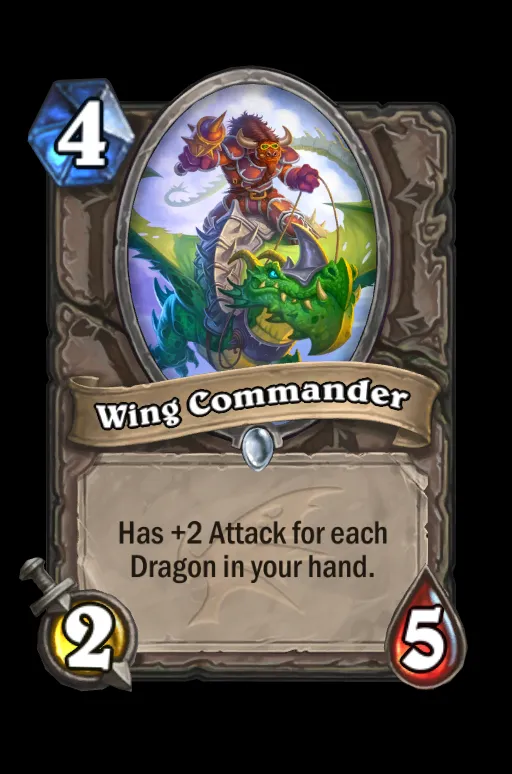 4
Wing Commander
Has +2 Attack for each
Dragon in your hand.
2
5